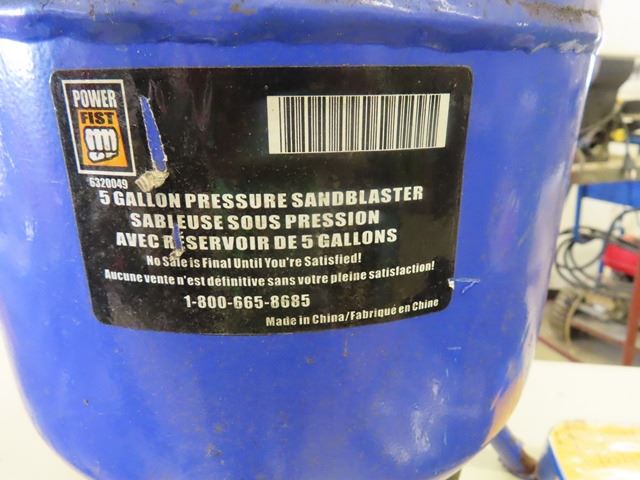 POWER
FIST
6320049
5 GALLON PRESSURE SANDBLASTER
SABLEUSE SOUS PRESSION
AVEC RÉSERVOIR DE 5 GALLONS
No Sale is Final Until You're Satisfied!
Aucune vente n'est définitive sans votre pleine satisfaction!
1-800-665-8685
Made in China/Fabriqué en Chine